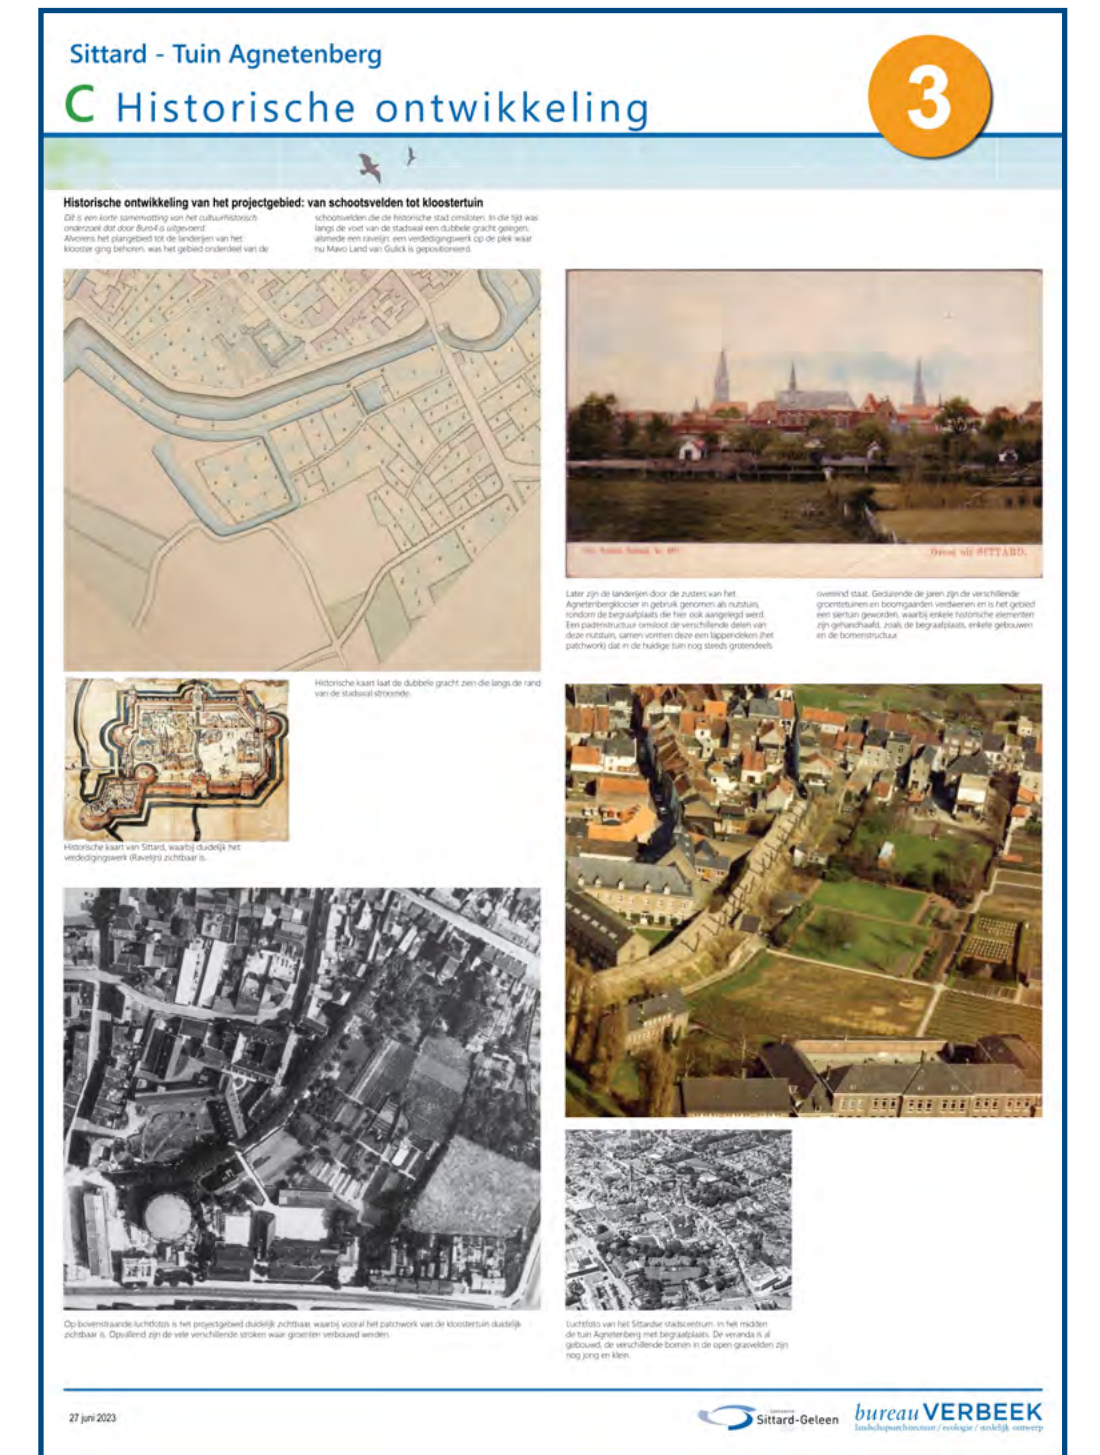 Sittard - Tuin Agnetenberg
C Historische ontwikkeling
3
Historische ontwikkeling van het projectgebied: van schootsvelden tot kloostertuin
Dit is een korte samenvatting van het cultuurhistorisch
onderzoek dat door Buro4 is uitgevoerd.
Alvorens het plangebied tot de landerijen van het
klooster ging behoren, was het gebied onderdeel van de
schootsvelden die de historische stad omsloten. In die tijd was
langs de voet van de stadswal een dubbele gracht gelegen,
alsmede een ravelijn: een verdedigingswerk op de plek waar
nu Mavo Land van Gulick is gepositioneerd.
SITTARD.
Later zijn de landerijen door de zusters van het
Agnetenbergklooser in gebruik genomen als nutstuin,
rondom de begraafplaats die hier ook aangelegd werd.
Een padenstructuur omsloot de verschillende delen van
deze nutstuin, samen vormen deze een lappendeken (het
patchwork) dat in de huidige tuin nog steeds grotendeels
overeind staat. Gedurende de jaren zijn de verschillende
groentetuinen en boomgaarden verdwenen en is het gebied
een siertuin geworden, waarbij enkele historische elementen
zijn gehandhaafd, zoals de begraafplaats, enkele gebouwen
en de bomenstructuur.
Historische kaart laat de dubbele gracht zien die langs de rand
van de stadswal stroomde.
Historische kaart van Sittard, waarbij duidelijk het
verdedigingswerk (Ravelijn) zichtbaar is.
Op bovenstraande luchtfoto's is het projectgebied duidelijk zichtbaar, waarbij vooral het patchwork van de kloostertuin duidelijk
zichtbaar is. Opvallend zijn de vele verschillende stroken waar groenten verbouwd werden.
Luchtfoto van het Sittardse stadscentrum. In het midden
de tuin Agnetenberg met begraafplaats. De veranda is al
gebouwd, de verschillende bomen in de open grasvelden zijn
nog jong en klein.
27 juni 2023
Gemeente
Sittard-Geleen
bureau VERBEEK
landschapsarchitectuur / ecologie / stedelijk ontwerp